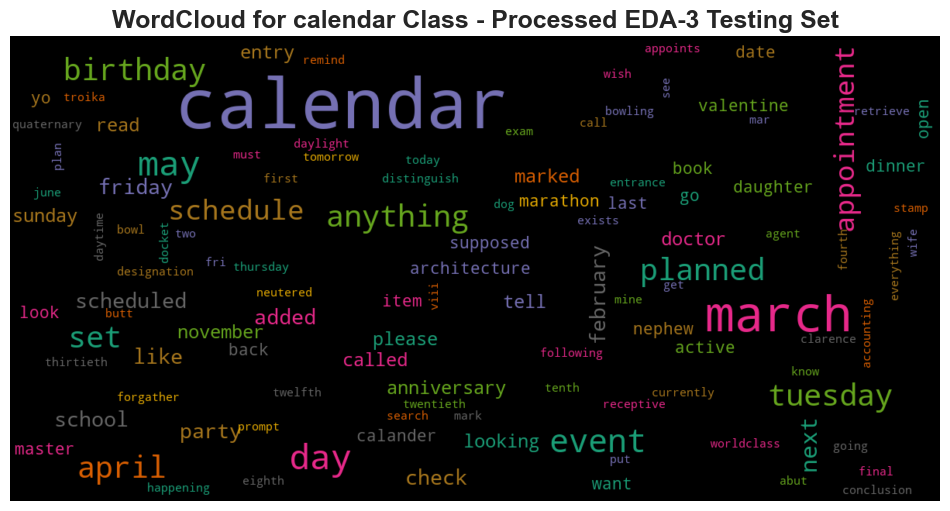 WordCloud for calendar Class - Processed EDA-3 Testing Set
appoints
entry
date
birthday
remind
wish
see
yo
troika
calendar
valentine
bowling
mar
retrieve
appointment
open
quaternary
read
exam
call
daylight
must
tomorrow
today
plan
may
first
distinguish
marked
book
dinner
june
friday
entrance
daughter
go
marathon
last
dog
sunday
schedule
anything
exists
stamp
bowl
docket
two
daytime
supposed
doctor
agent
fourth
everything
wife
designation
fri
thursday
architecture
february
planned
get
neutered
viii
item
tell
mine
march
look
scheduled
butt
added
nephew
clarence
accounting
set
november
please
back
active
like
called
following
thirtieth
know
forgather
twelfth
anniversary
tenth
currently
tuesday
twentieth
receptive
school
search
mark
party
prompt
calander
looking
event
next
master
worldclass
going
april
day
put
final
happening
eighth
check
want
abut
conclusion